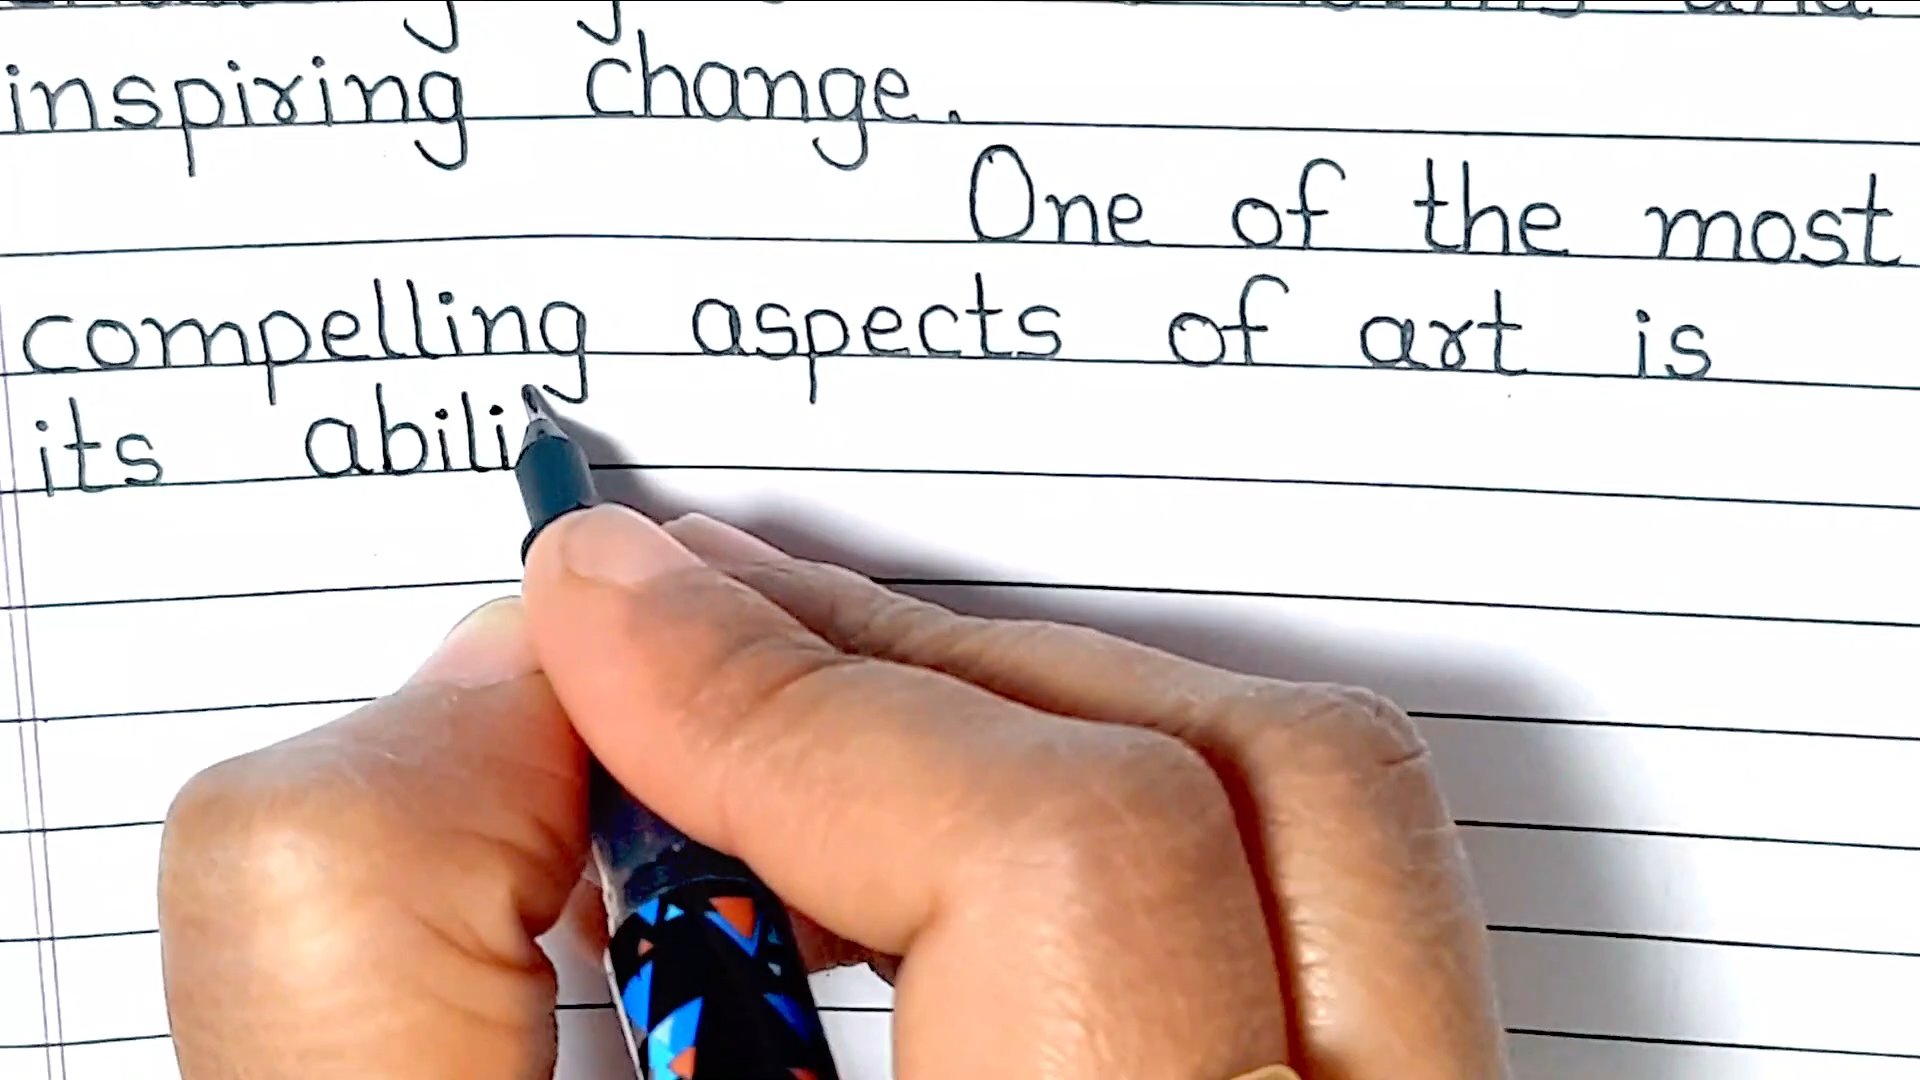 inspiring change.
One of the most
compelling aspects of art is
its abili